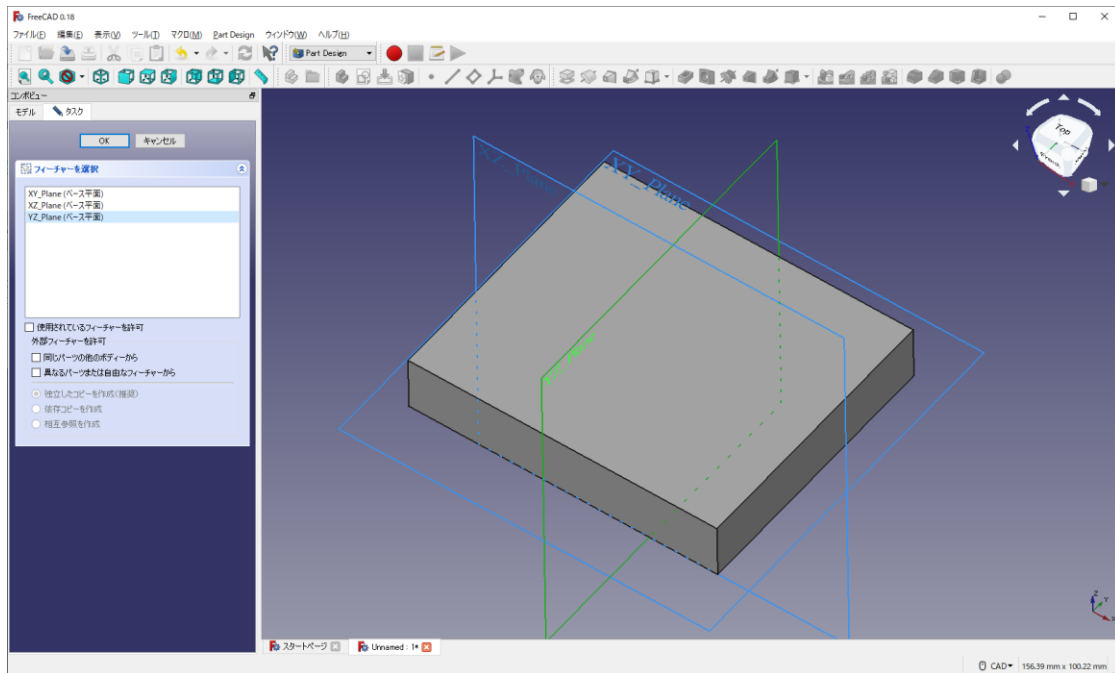 FreeCAD 0.18
ファイル(F) 編集(E) 表示(V) ツール(T) マクロ(M) Part Design ウィンドウ(W) ヘルプ(H)
Part Design
コンボビュー
モデル タスク
OK キャンセル
フィーチャーを選択
XY_Plane (ベース平面)
XZ_Plane (ベース平面)
YZ_Plane (ベース平面)
使用されているフィーチャーを許可
外部フィーチャーを許可
同じパーツの他のボディーから
異なるパーツまたは自由なフィーチャーから
独立したコピーを作成(推奨)
依存コピーを作成
相互参照を作成
XZ_Plane
XY_Plane
YZ_Plane
Top
Z
Y
X
スタートページ Unnamed : 1*
CAD 156.39 mm x 100.22 mm